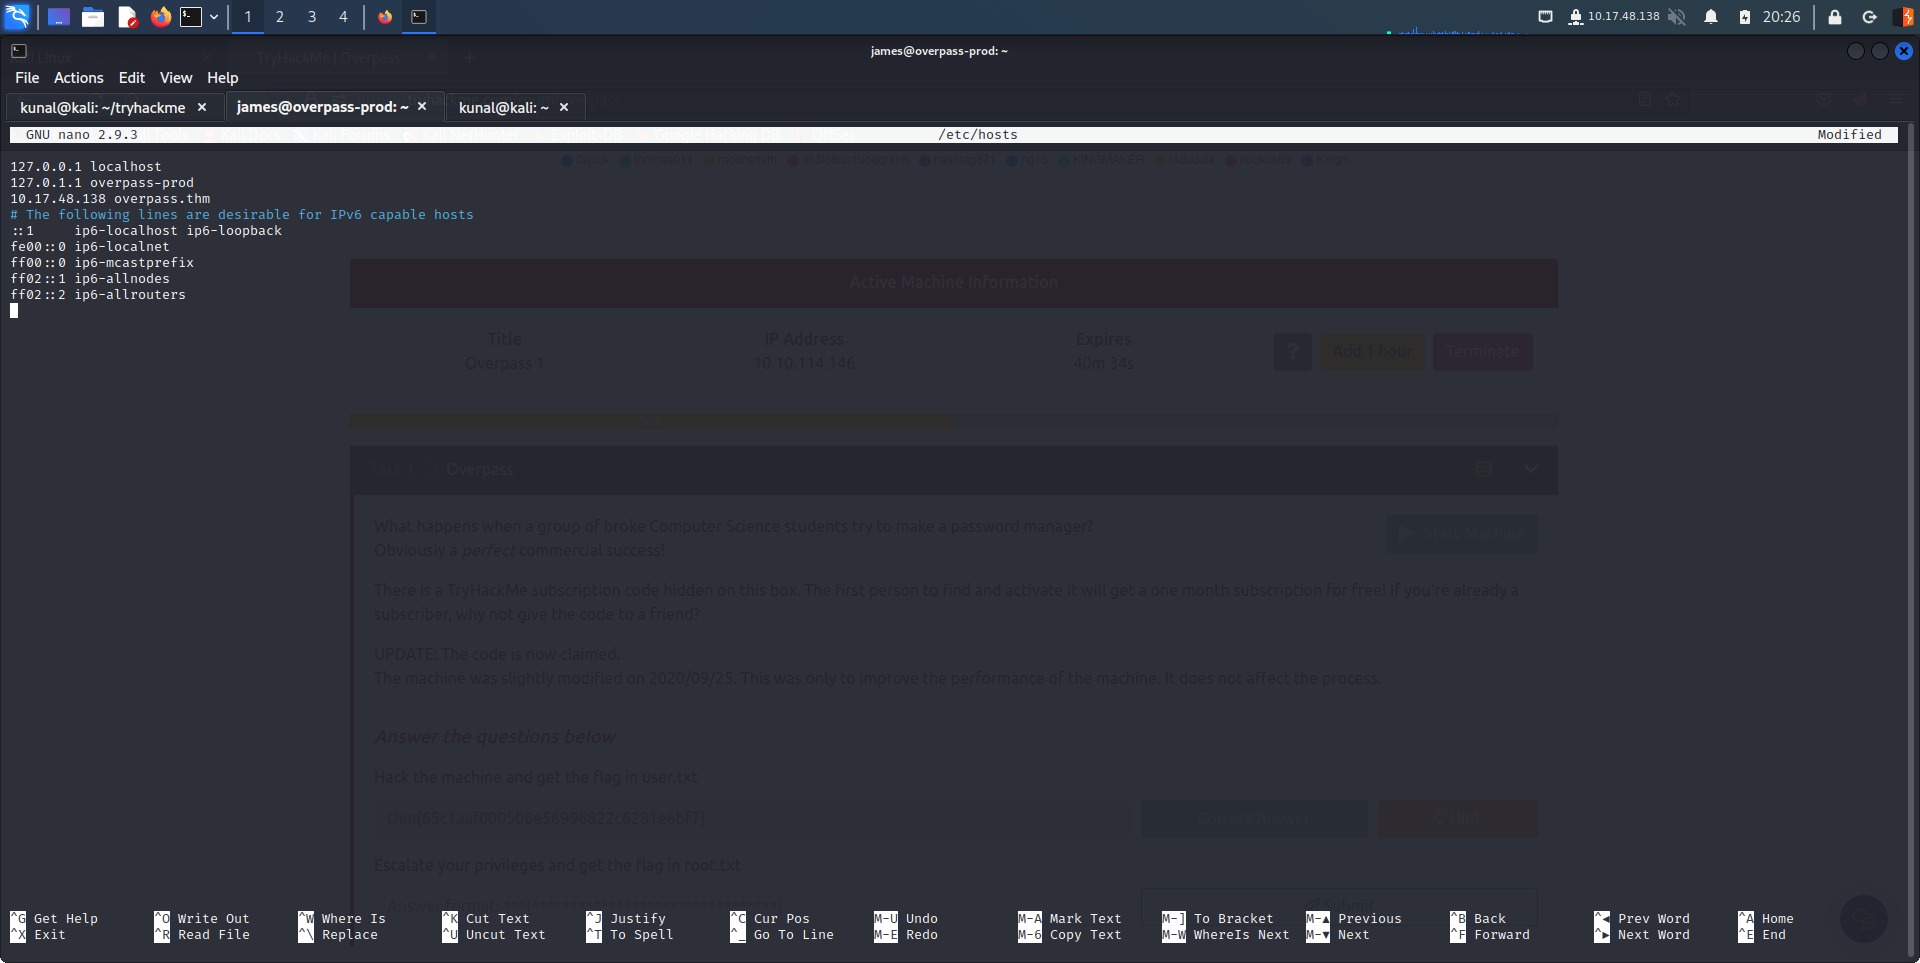 1 2 3 4 10.17.48.138 20:26
james@overpass-prod: ~
TryHackMe | Overpass
File Actions Edit View Help
kunal@kali: ~/tryhackme × james@overpass-prod: ~ × kunal@kali: ~ ×
GNU nano 2.9.3 /etc/hosts Modified
127.0.0.1 localhost
127.0.1.1 overpass-prod
10.17.48.138 overpass.thm
# The following lines are desirable for IPv6 capable hosts
::1 ip6-localhost ip6-loopback
fe00::0 ip6-localnet
ff00::0 ip6-mcastprefix
ff02::1 ip6-allnodes
ff02::2 ip6-allrouters
Active Machine Information
Title IP Address Expires
Overpass 1 10.10.114.146 40m 34s
? Add 1 hour Terminate
Overpass
What happens when a group of broke Computer Science students try to make a password manager?
Obviously a perfect commercial success!
Start Machine
There is a TryHackMe subscription code hidden on this box. The first person to find and activate it will get a one month subscription for free! If you're already a
subscriber, why not give the code to a friend?
UPDATE: The code is now claimed.
The machine was slightly modified on 2020/09/25. This was only to improve the performance of the machine. It does not affect the process.
Answer the questions below
Hack the machine and get the flag in user.txt
Correct Answer Hint
Escalate your privileges and get the flag in root.txt
Answer format:
Submit
^G Get Help ^O Write Out ^W Where Is ^K Cut Text ^J Justify ^C Cur Pos M-U Undo M-A Mark Text M-] To Bracket M-▲ Previous ^B Back ^◀ Prev Word ^A Home
^X Exit ^R Read File ^\ Replace ^U Uncut Text ^T To Spell ^_ Go To Line M-E Redo M-6 Copy Text M-W WhereIs Next M-▼ Next ^F Forward ^▶ Next Word ^E End